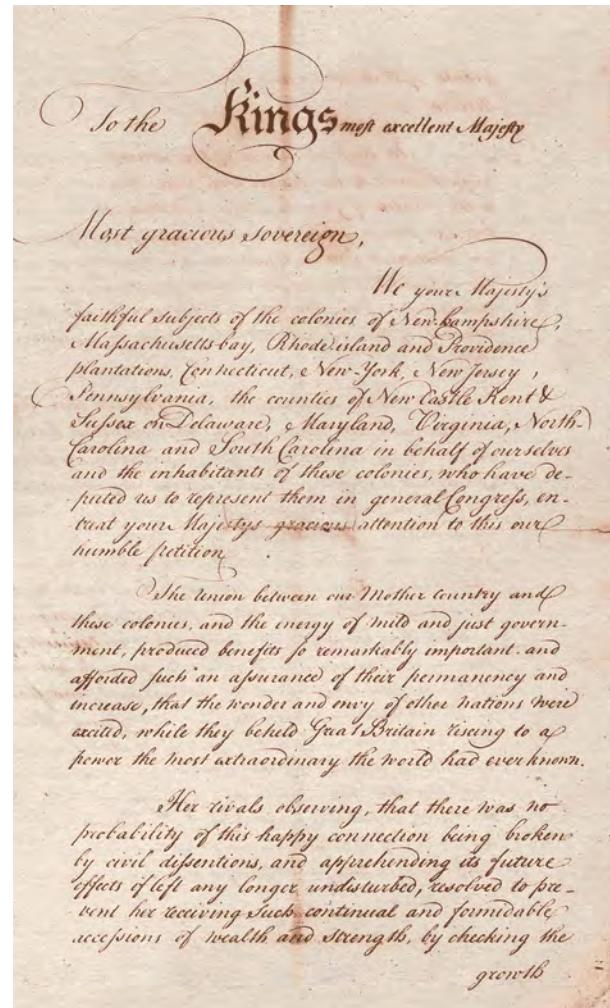 To the Kings most excellent Majesty
Most gracious sovereign,
We your Majesty's
faithful subjects of the colonies of New-hampshire,
Massachusetts-bay, Rhode-island and Providence
plantations, Connecticut, New-York, New Jersey,
Pennsylvania, the counties of New Castle Kent &
Sussex on Delaware, Maryland, Virginia, North-
Carolina and South Carolina in behalf of ourselves
and the inhabitants of these colonies, who have de-
puted us to represent them in general Congress, en-
treat your Majestys gracious attention to this our
humble petition
The union between our Mother Country and
these colonies, and the energy of mild and just govern-
ment, produced benefits so remarkably important and
afforded such an assurance of their permanency and
increase, that the wonder and envy of other nations were
excited, while they beheld Great Britain riseing to a
power the most extraordinary the world had ever known.
Her rivals observing, that there was no
probability of this happy connection being broken
by civil dissentions, and apprehending its future
effects if left any longer undisturbed, resolved to pre-
vent her receiving such continual and formidable
accessions of wealth and strength, by checking the
growth